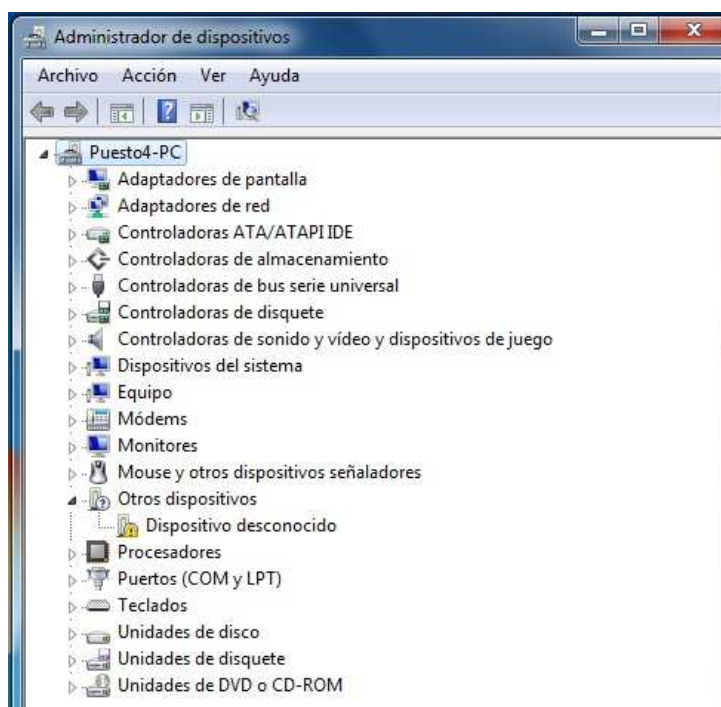 Administrador de dispositivos
Archivo Acción Ver Ayuda
Puesto4-PC
Adaptadores de pantalla
Adaptadores de red
Controladoras ATA/ATAPI IDE
Controladoras de almacenamiento
Controladoras de bus serie universal
Controladoras de disquete
Controladoras de sonido y vídeo y dispositivos de juego
Dispositivos del sistema
Equipo
Módems
Monitores
Mouse y otros dispositivos señaladores
Otros dispositivos
Dispositivo desconocido
Procesadores
Puertos (COM y LPT)
Teclados
Unidades de disco
Unidades de disquete
Unidades de DVD o CD-ROM